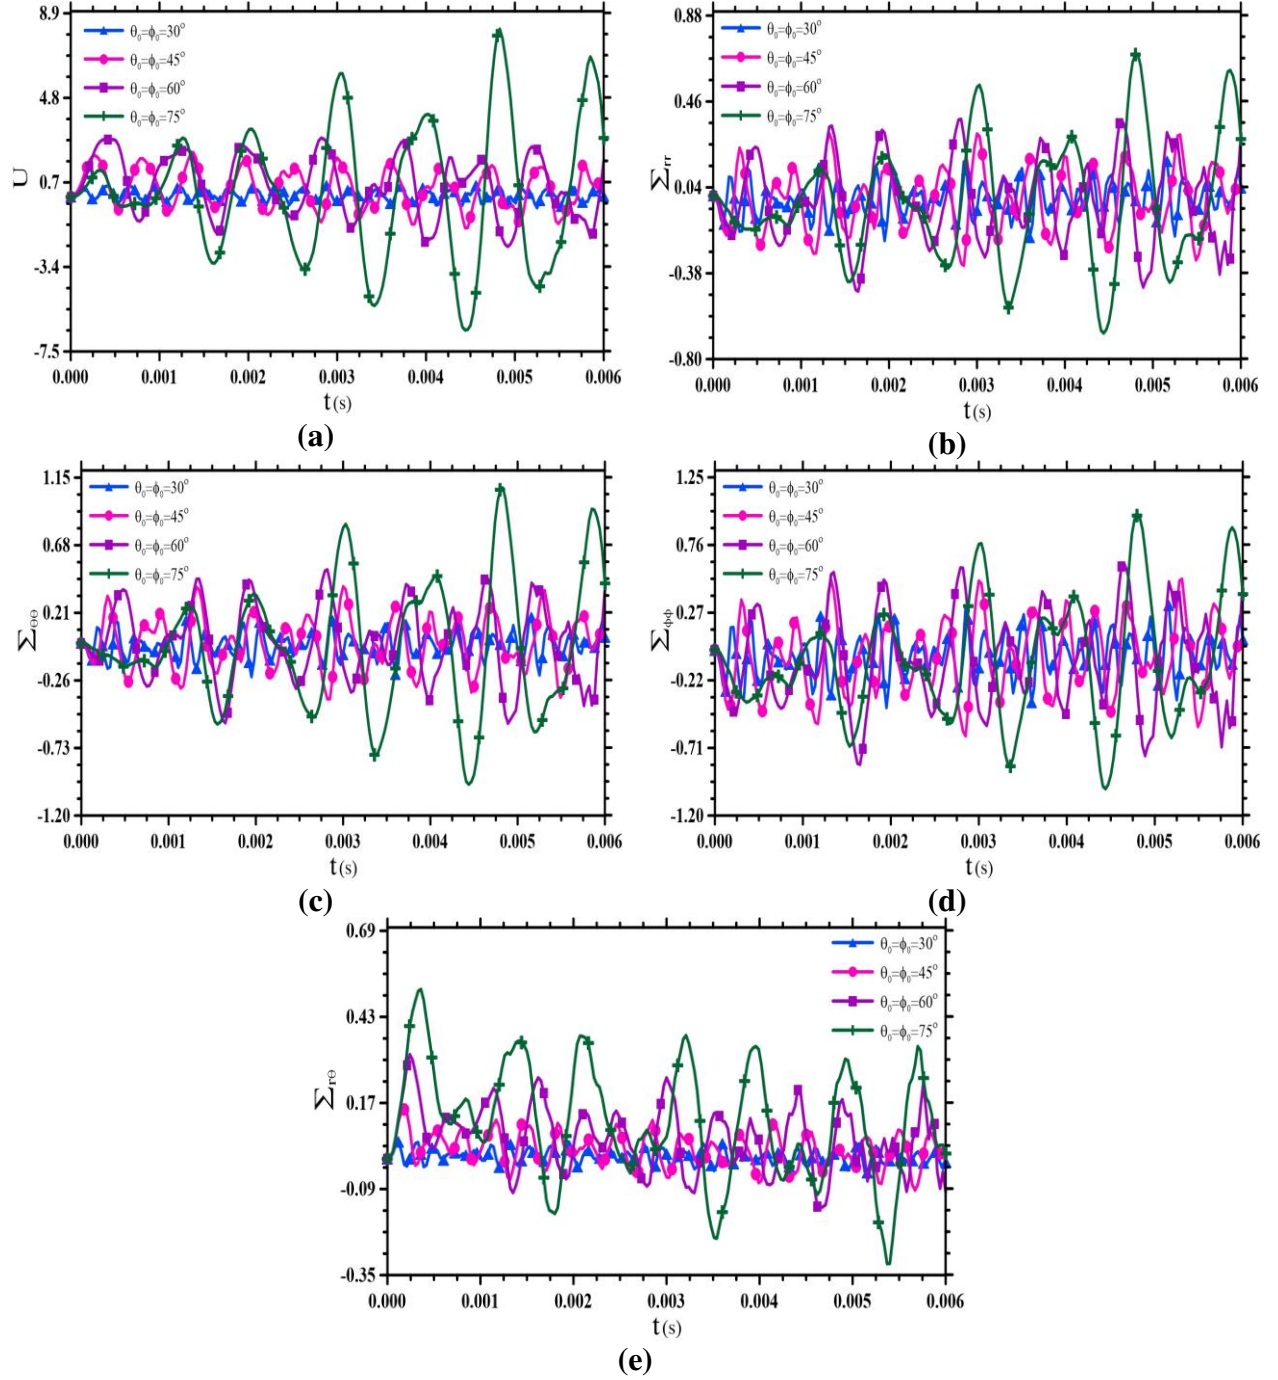 8.9
4.8
0.7
-3.4
-7.5
U
θ₀=ϕ₀=30°
θ₀=ϕ₀=45°
θ₀=ϕ₀=60°
θ₀=ϕ₀=75°
0.000 0.001 0.002 0.003 0.004 0.005 0.006
t(s)
(a)
0.88
0.46
0.04
-0.38
-0.80
Σrr
θ₀=ϕ₀=30°
θ₀=ϕ₀=45°
θ₀=ϕ₀=60°
θ₀=ϕ₀=75°
0.000 0.001 0.002 0.003 0.004 0.005 0.006
t(s)
(b)
1.15
0.68
0.21
-0.26
-0.73
-1.20
ΣΘΘ
θ₀=ϕ₀=30°
θ₀=ϕ₀=45°
θ₀=ϕ₀=60°
θ₀=ϕ₀=75°
0.000 0.001 0.002 0.003 0.004 0.005 0.006
t(s)
(c)
1.25
0.76
0.27
-0.22
-0.71
-1.20
Σϕϕ
θ₀=ϕ₀=30°
θ₀=ϕ₀=45°
θ₀=ϕ₀=60°
θ₀=ϕ₀=75°
0.000 0.001 0.002 0.003 0.004 0.005 0.006
t(s)
(d)
0.69
0.43
0.17
-0.09
-0.35
ΣrΘ
θ₀=ϕ₀=30°
θ₀=ϕ₀=45°
θ₀=ϕ₀=60°
θ₀=ϕ₀=75°
0.000 0.001 0.002 0.003 0.004 0.005 0.006
t(s)
(e)